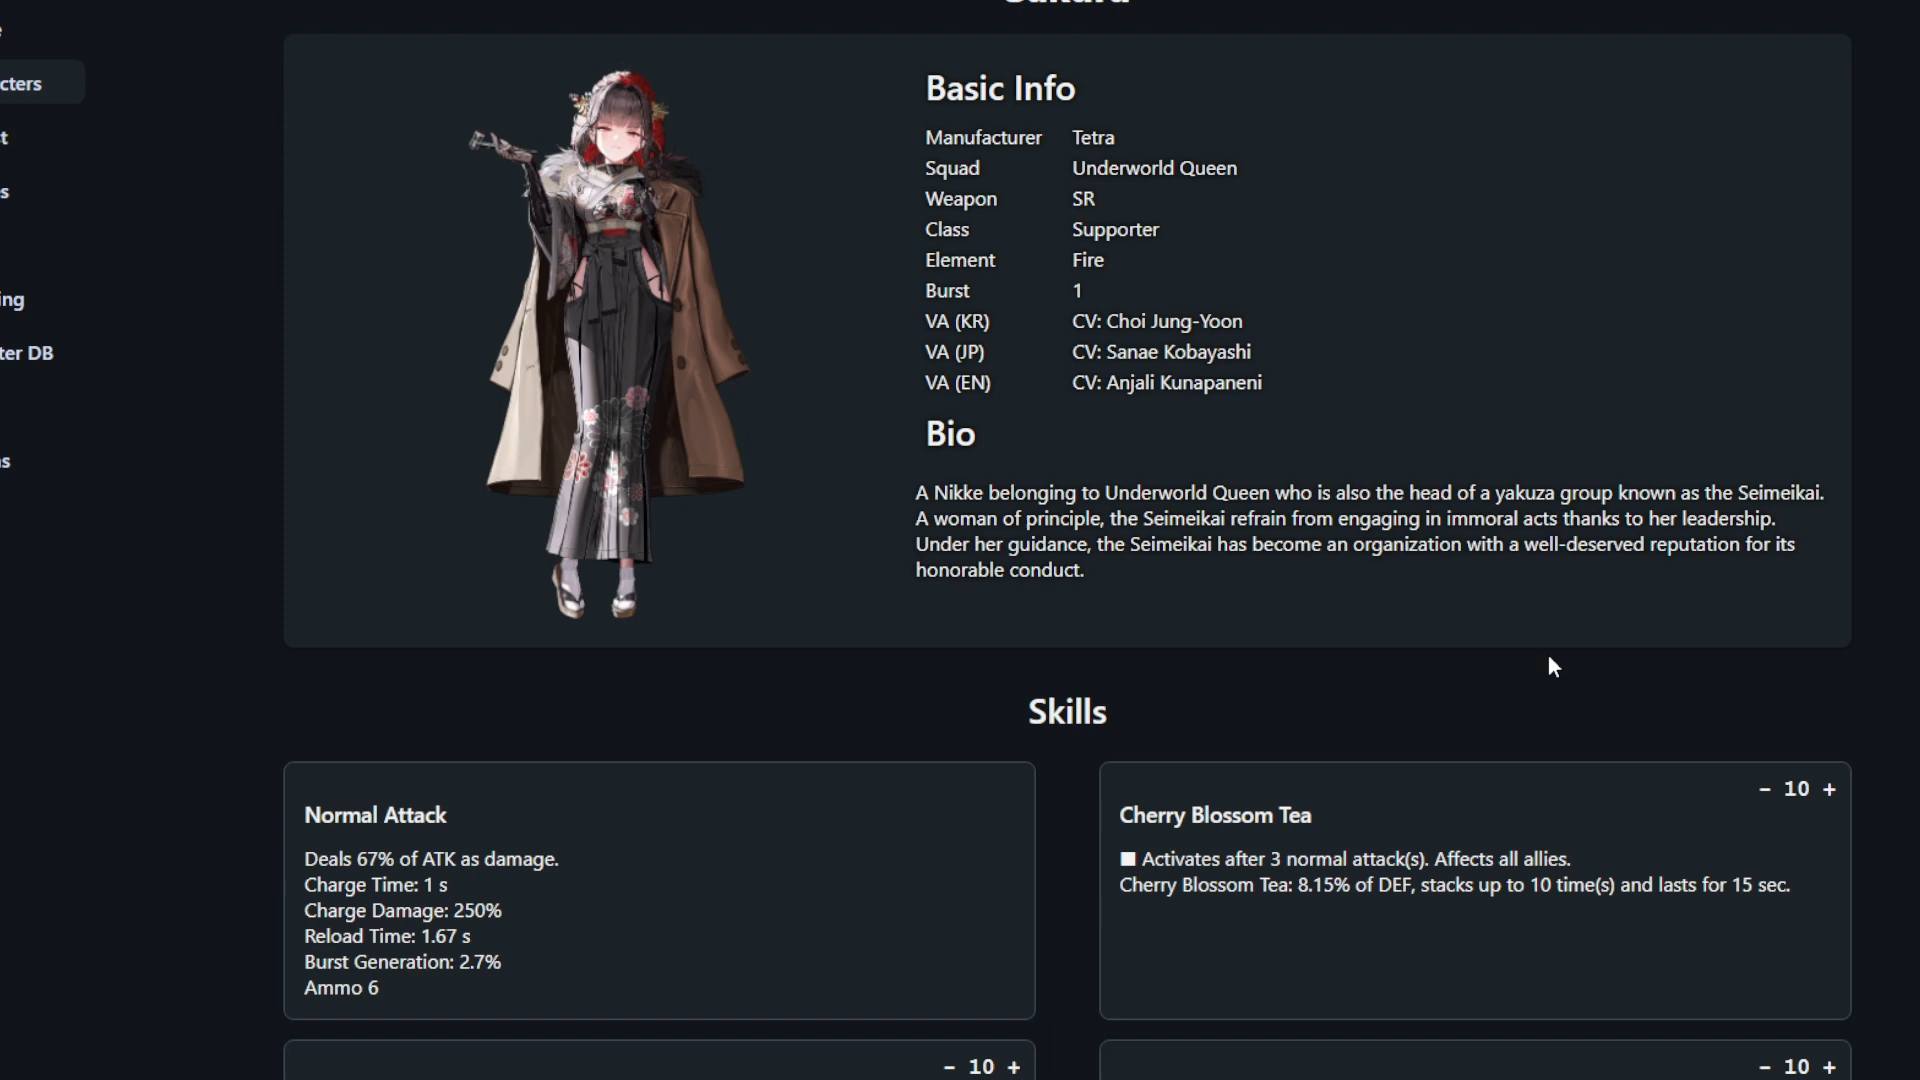 cters
t
s
ing
ter DB
s
Basic Info
Manufacturer Tetra
Squad Underworld Queen
Weapon SR
Class Supporter
Element Fire
Burst 1
VA (KR) CV: Choi Jung-Yoon
VA (JP) CV: Sanae Kobayashi
VA (EN) CV: Anjali Kunapaneni
Bio
A Nikke belonging to Underworld Queen who is also the head of a yakuza group known as the Seimeikai.
A woman of principle, the Seimeikai refrain from engaging in immoral acts thanks to her leadership.
Under her guidance, the Seimeikai has become an organization with a well-deserved reputation for its
honorable conduct.
Skills
Normal Attack
Deals 67% of ATK as damage.
Charge Time: 1 s
Charge Damage: 250%
Reload Time: 1.67 s
Burst Generation: 2.7%
Ammo 6
- 10 +
Cherry Blossom Tea
■ Activates after 3 normal attack(s). Affects all allies.
Cherry Blossom Tea: 8.15% of DEF, stacks up to 10 time(s) and lasts for 15 sec.
- 10 +
- 10 +